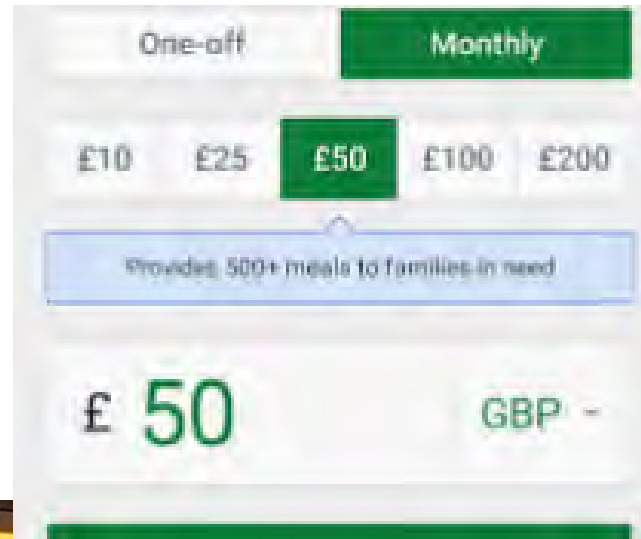 One-off Monthly
£10 £25 £50 £100 £200
Provides 500+ meals to families in need
£ 50 GBP